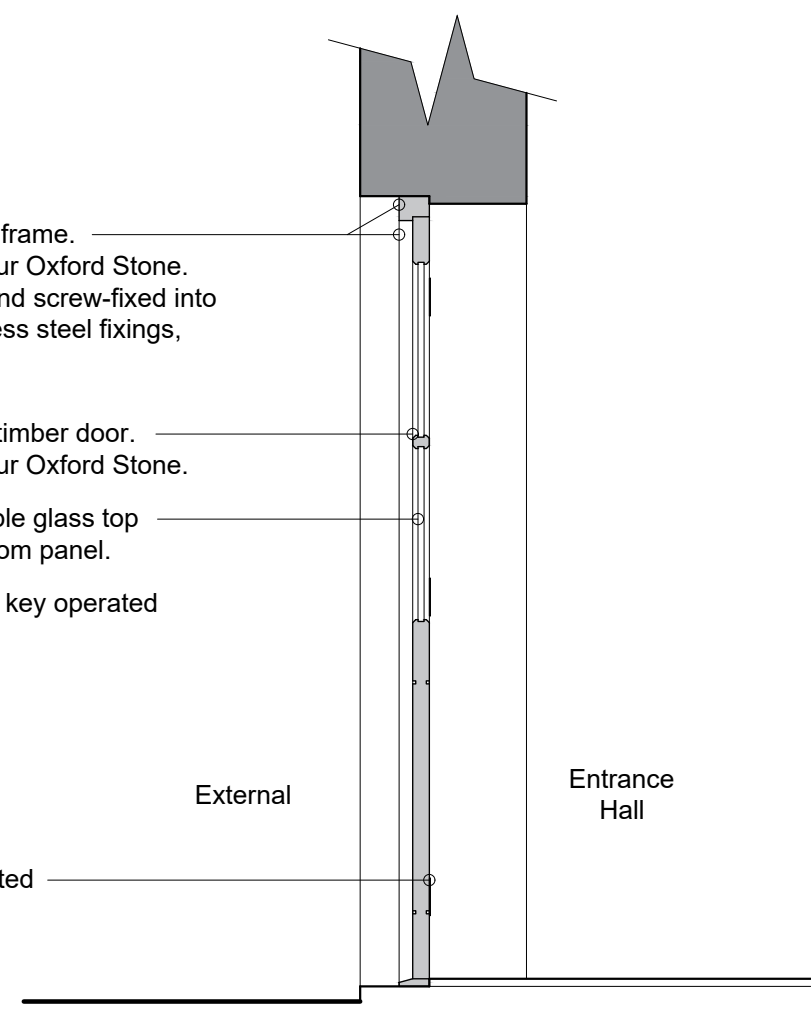 frame.
ur Oxford Stone.
nd screw-fixed into
ess steel fixings,
timber door.
ur Oxford Stone.
ole glass top
om panel.
key operated
External
Entrance
Hall
ted